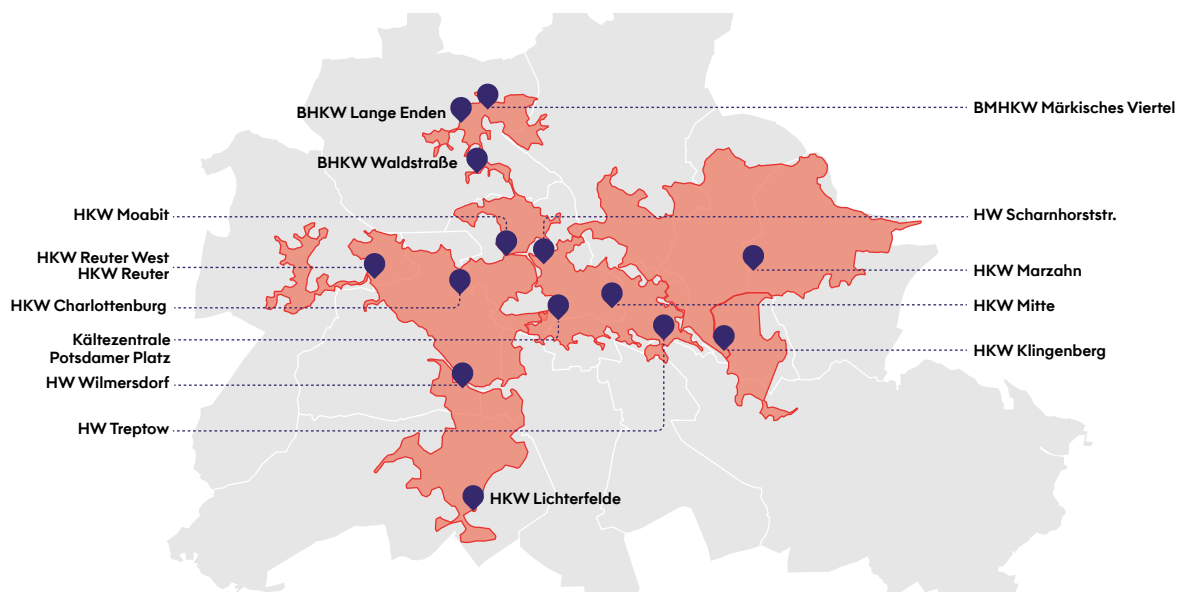 BHKW Lange Enden
BMHKW Märkisches Viertel
BHKW Waldstraße
HKW Moabit
HW Scharnhorststr.
HKW Reuter West
HKW Reuter
HKW Marzahn
HKW Charlottenburg
HKW Mitte
Kältezentrale
Potsdamer Platz
HKW Klingenberg
HW Wilmersdorf
HW Treptow
HKW Lichterfelde